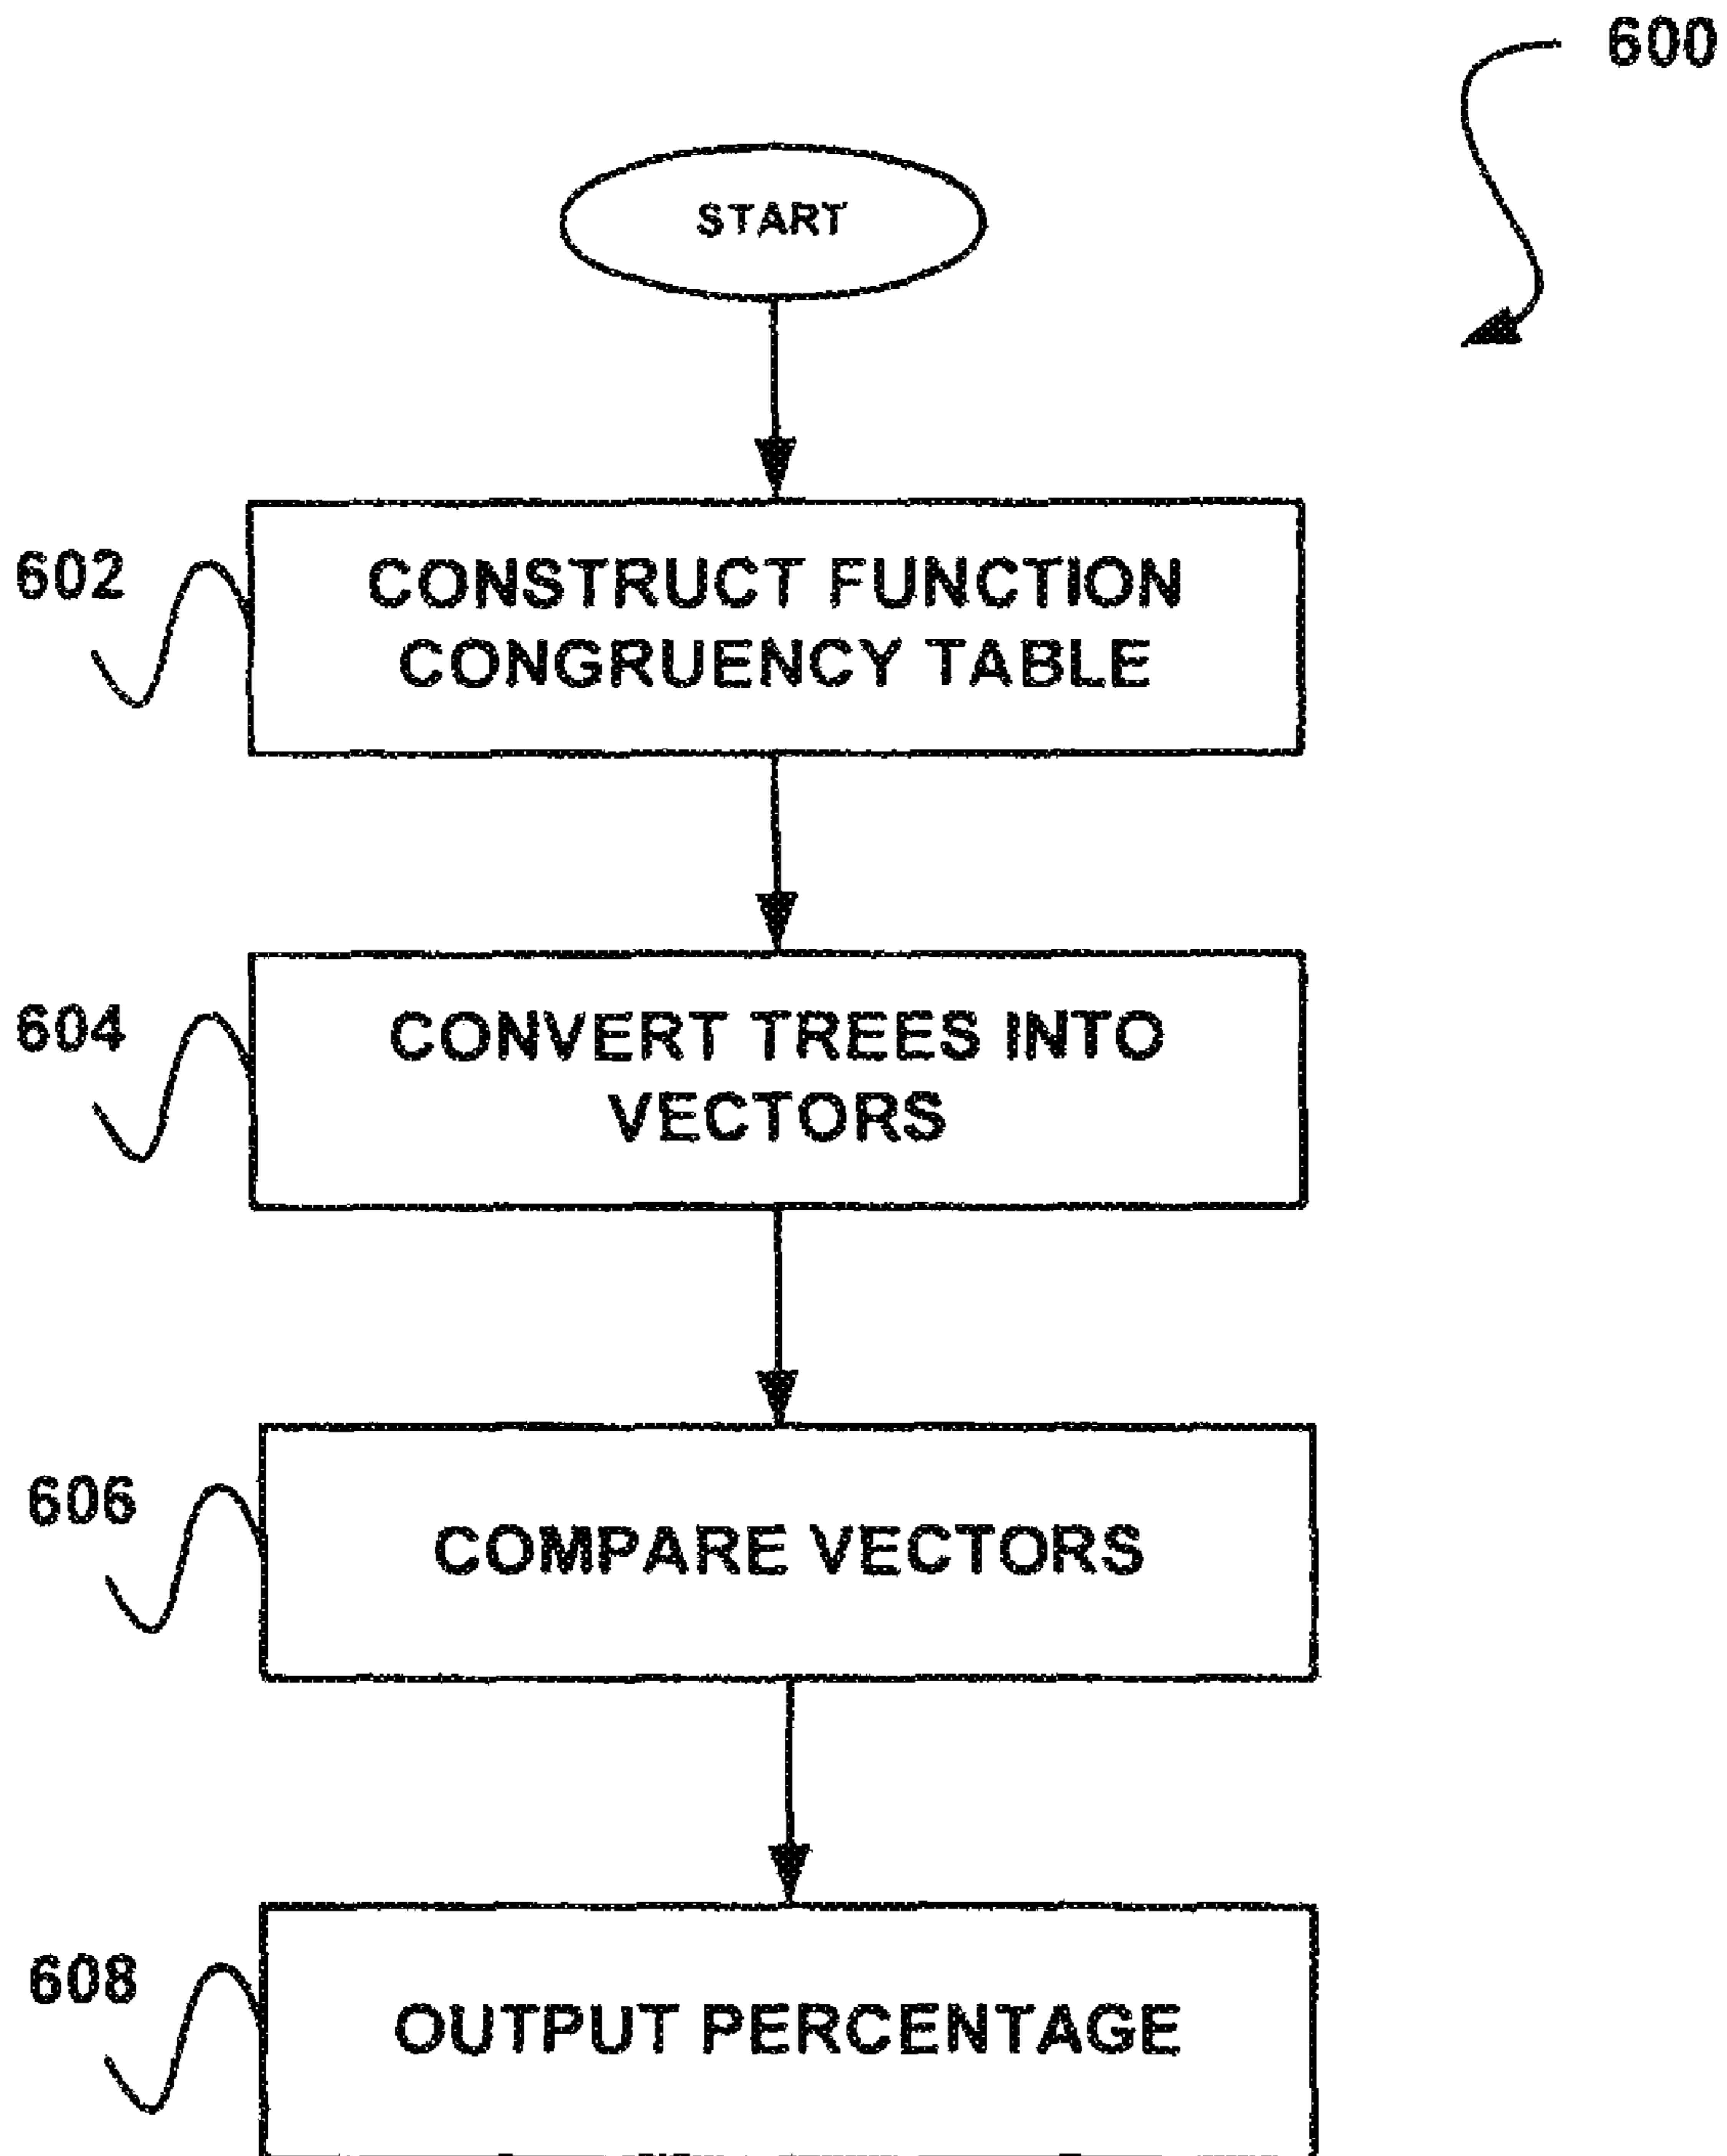 600
START
602
CONSTRUCT FUNCTION
CONGRUENCY TABLE
604
CONVERT TREES INTO
VECTORS
606
COMPARE VECTORS
608
OUTPUT PERCENTAGE